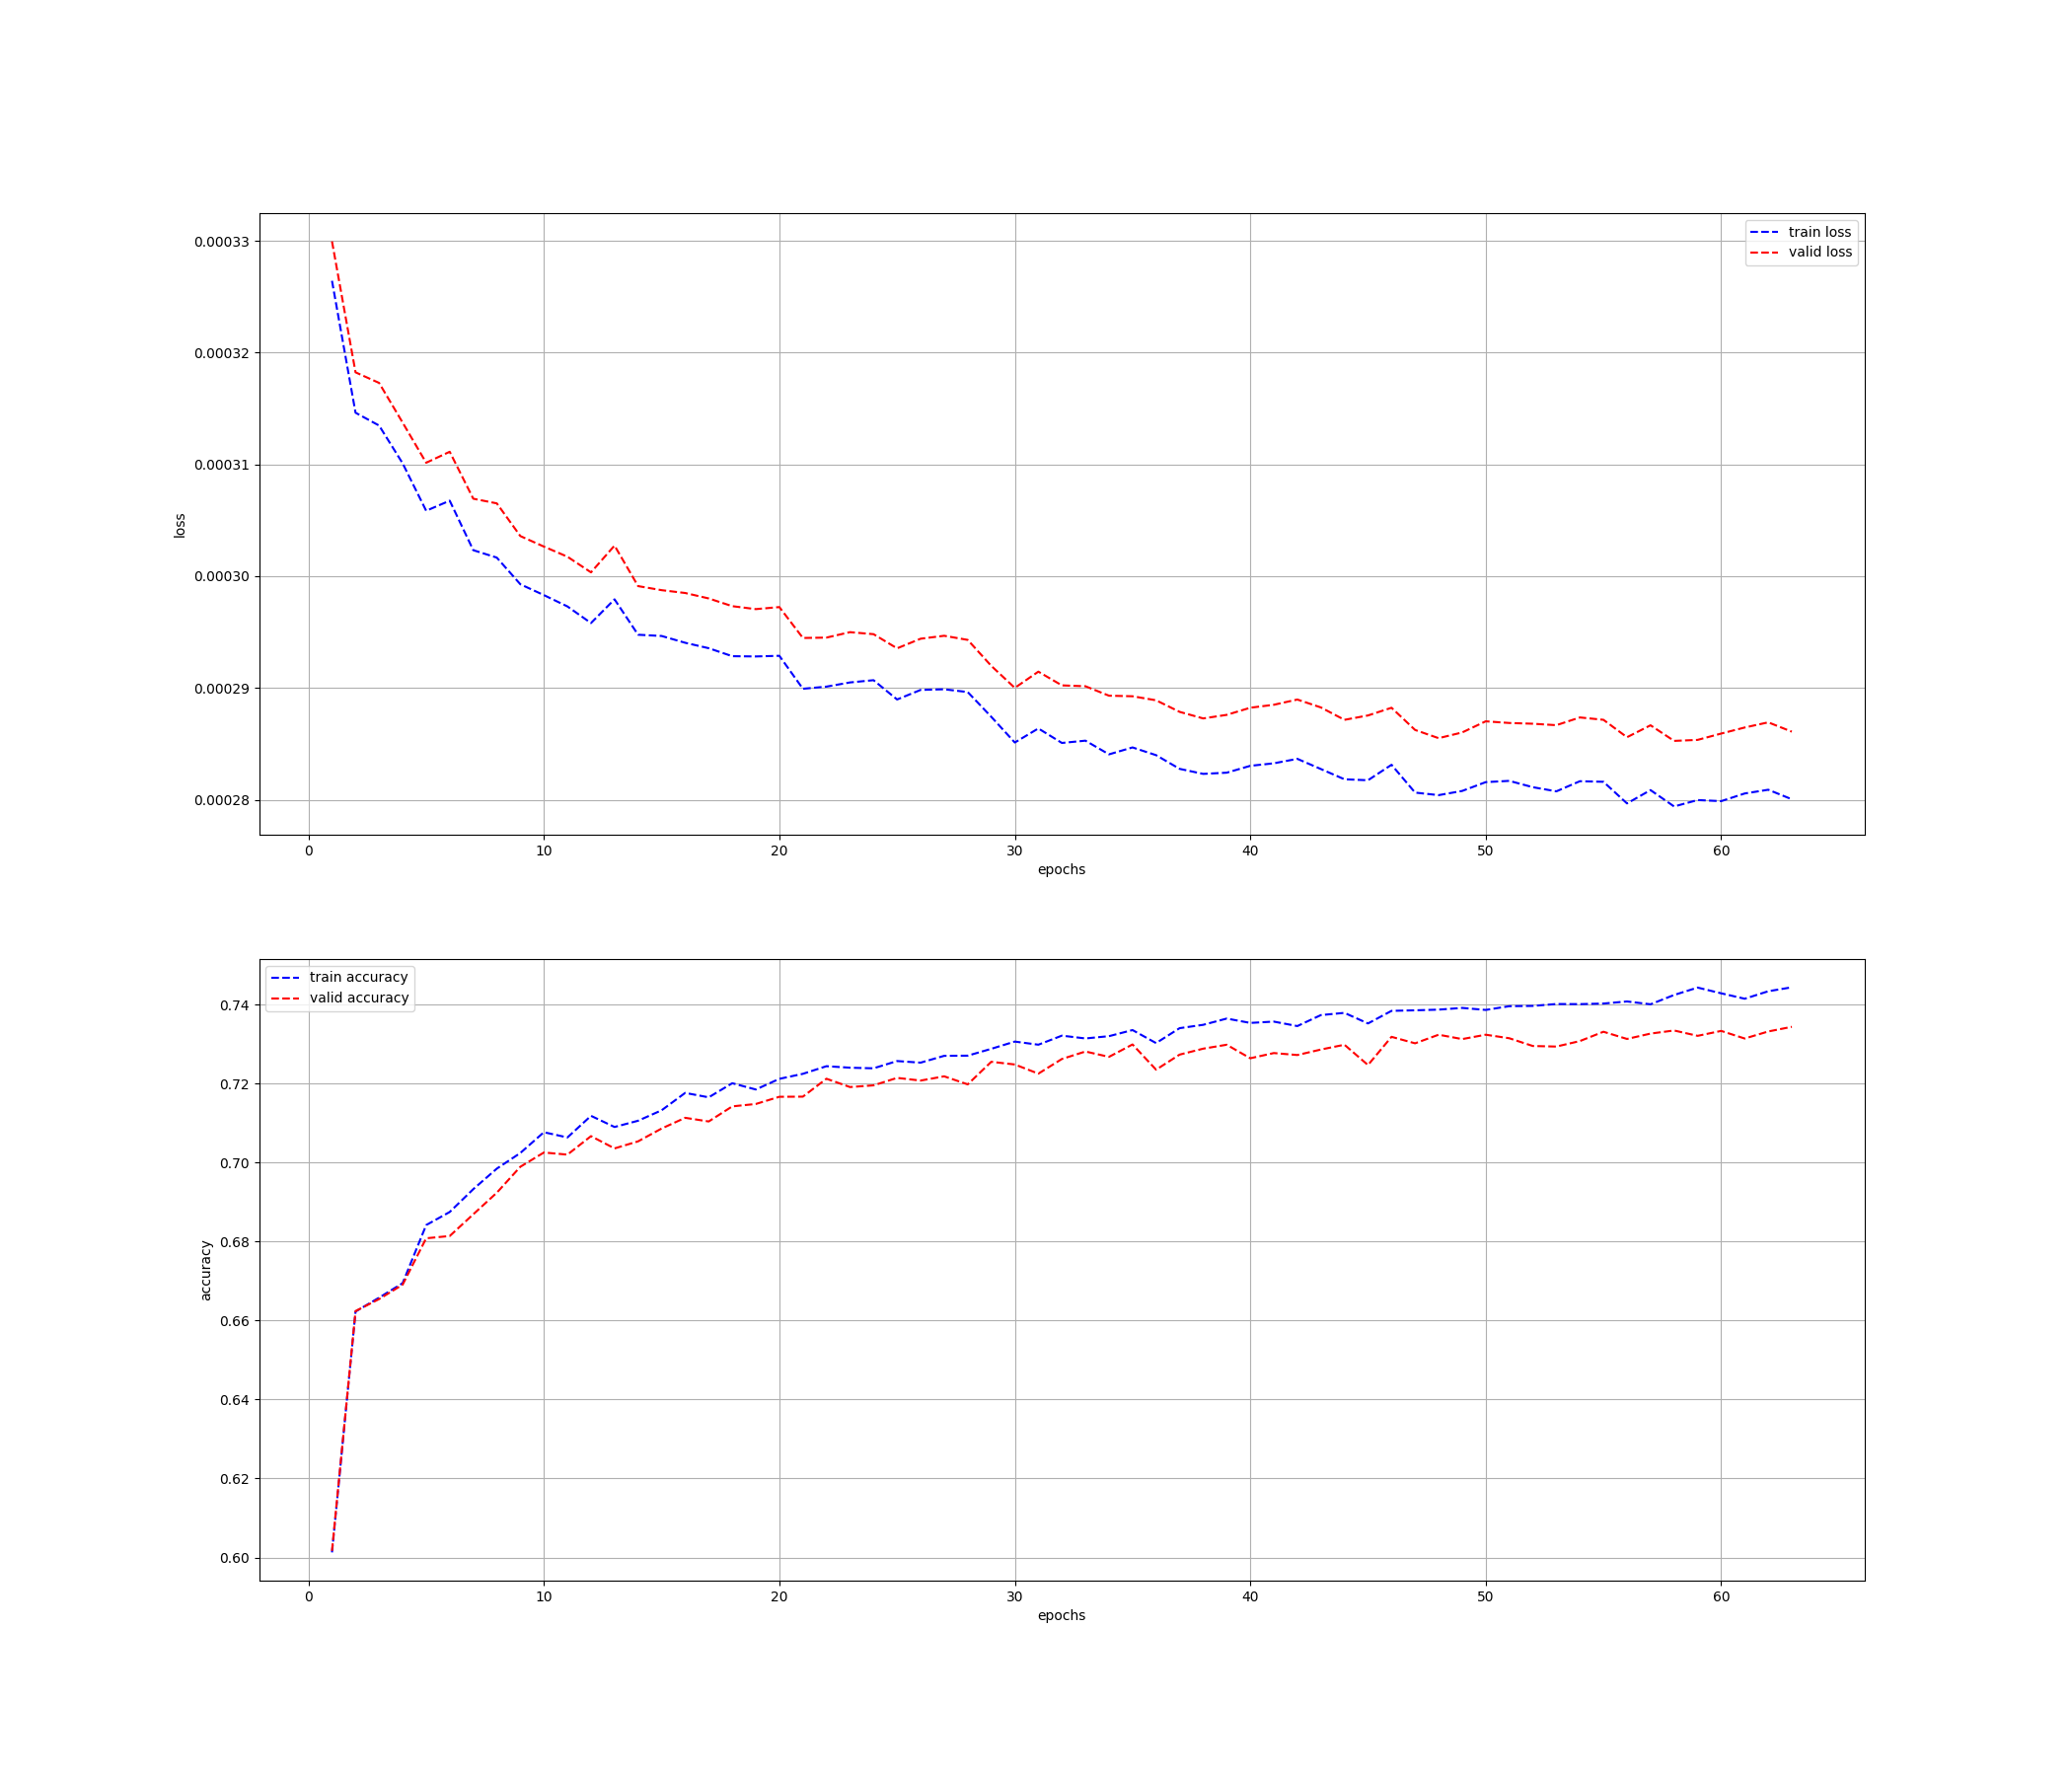 train loss
valid loss
0.00033
0.00032
0.00031
0.00030
0.00029
0.00028
loss
0 10 20 30 40 50 60
epochs
train accuracy
valid accuracy
0.74
0.72
0.70
0.68
0.66
0.64
0.62
0.60
accuracy
0 10 20 30 40 50 60
epochs